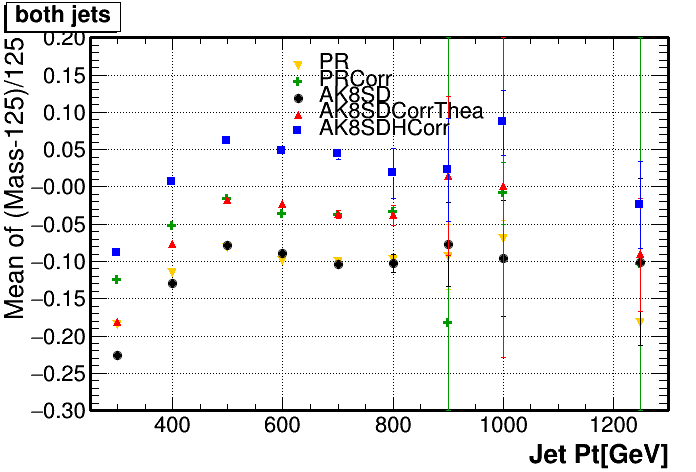 both jets
Mean of (Mass-125)/125
0.20
0.15
0.10
0.05
−0.00
−0.05
−0.10
−0.15
−0.20
−0.25
−0.30
PR
PRCorr
AK8SD
AK8SDCorrThea
AK8SDHCorr
400 600 800 1000 1200
Jet Pt[GeV]